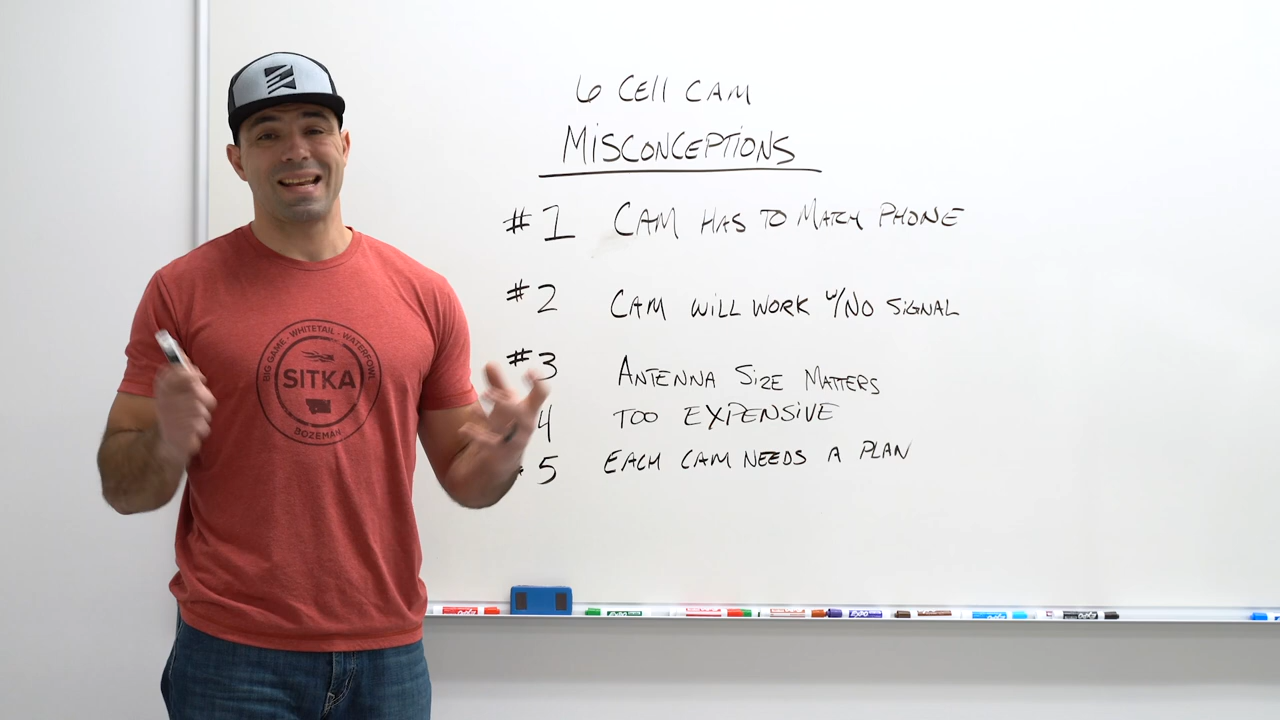 6 CELL CAM
MISCONCEPTIONS
#1 CAM HAS TO MATCH PHONE
#2 CAM WILL WORK W/NO SIGNAL
#3 ANTENNA SIZE MATTERS
4 TOO EXPENSIVE
5 EACH CAM NEEDS A PLAN
BIG GAME - WHITETAIL - WATERFOWL
SITKA
BOZEMAN